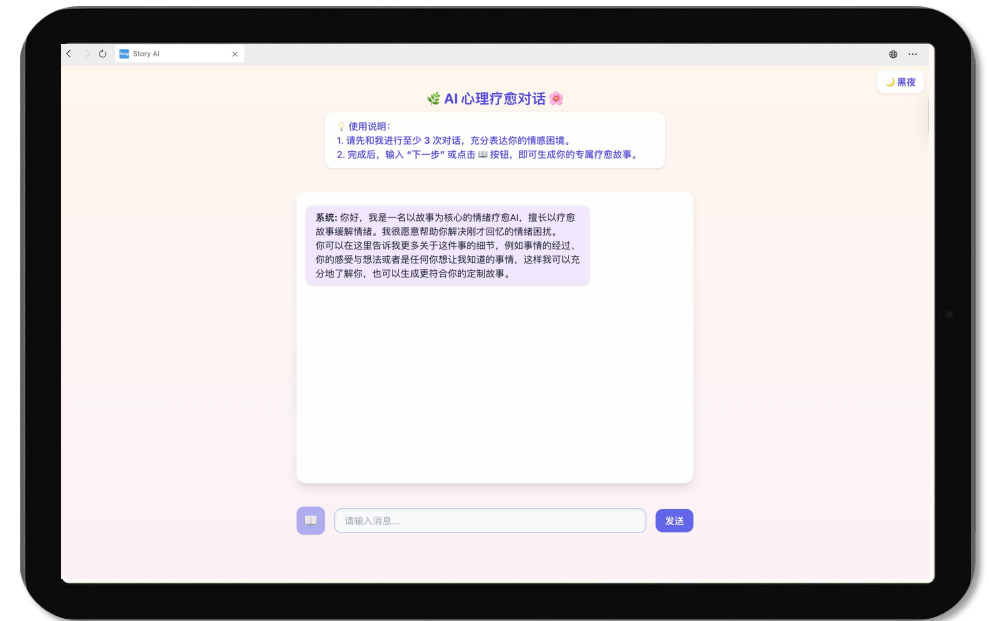 Story AI
🌙 黑夜
🌿 AI 心理疗愈对话 🌸
💡 使用说明：
1. 请先和我进行至少 3 次对话，充分表达你的情感困境。
2. 完成后，输入 “下一步” 或点击 📖 按钮，即可生成你的专属疗愈故事。
系统: 你好，我是一名以故事为核心的情绪疗愈AI，擅长以疗愈
故事缓解情绪。我很愿意帮助你解决刚才回忆的情绪困扰。
你可以在这里告诉我更多关于这件事的细节，例如事情的经过、
你的感受与想法或者是任何你想让我知道的事情，这样我可以充
分地了解你，也可以生成更符合你的定制故事。
请输入消息...
发送